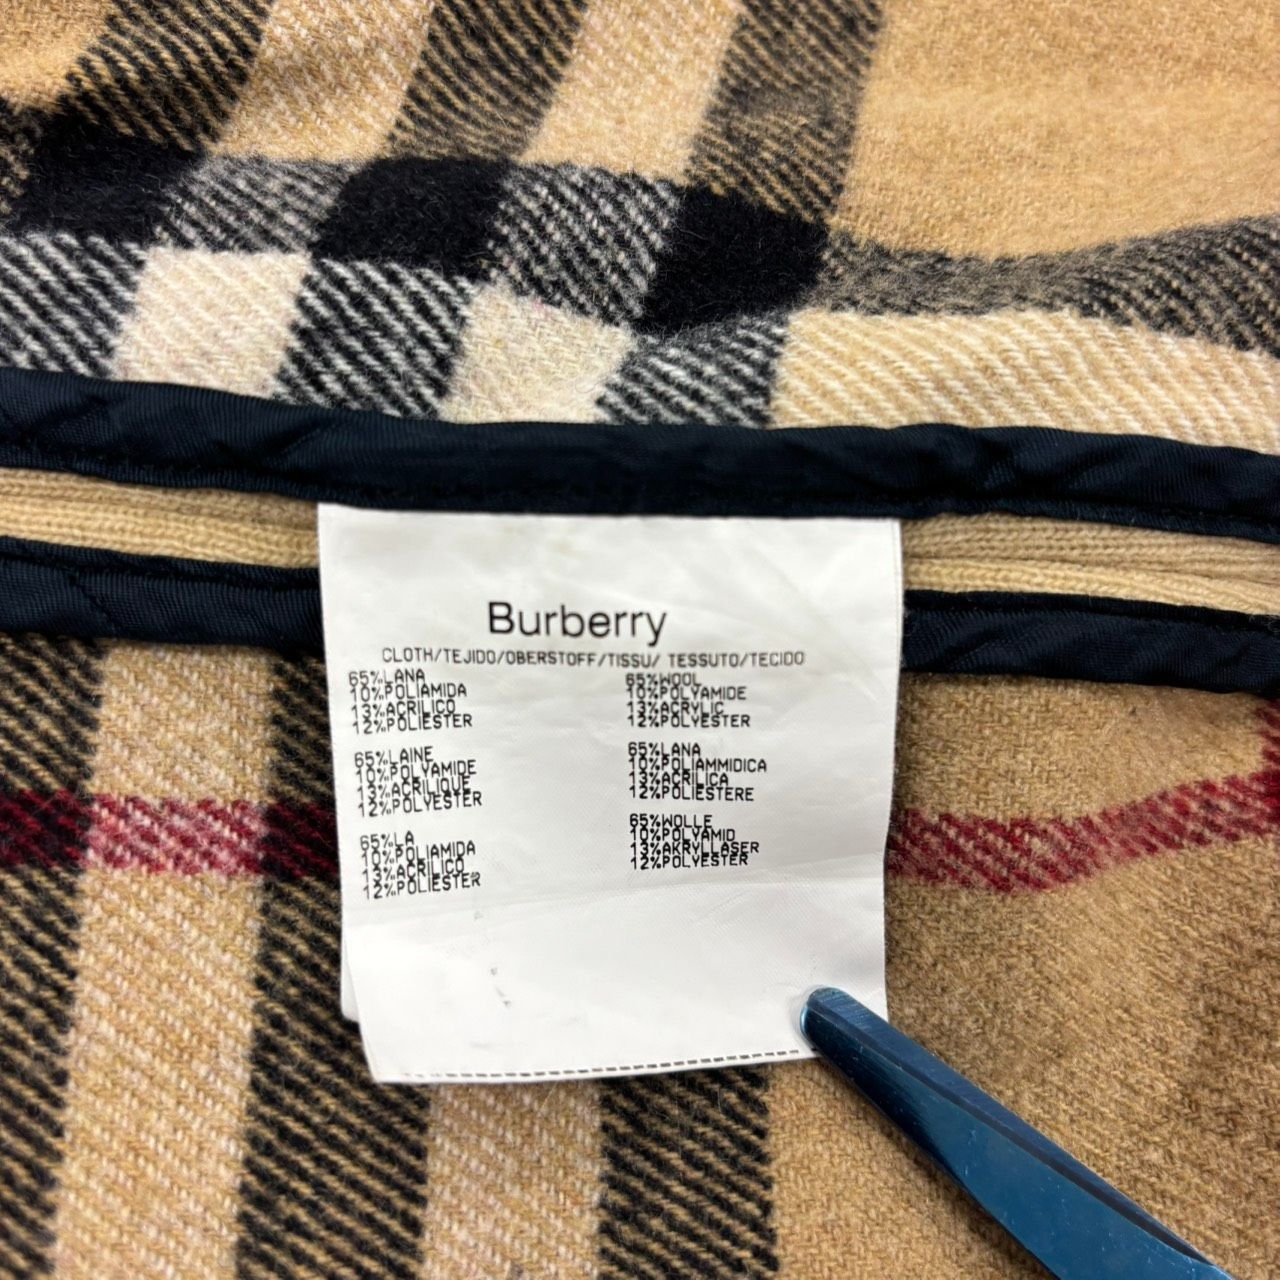 Burberry
CLOTH/TEJIDO/OBERSTOFF/TISSU/ TESSUTO/TECIDO
65%LANA
10%POLIAMIDA
13%ACRILICO
12%POLIESTER
65%LAINE
10%POLYAMIDE
13%ACRILIQUE
12%POLYESTER
65%LA
10%POLIAMIDA
13%ACRILICO
12%POLIESTER
65%WOOL
10%POLYAMIDE
13%ACRYLIC
12%POLYESTER
65%LANA
10%POLIAMMIDICA
13%ACRILICA
12%POLIESTERE
65%WOLLE
10%POLYAMID
13%AKRYLLASER
12%POLYESTER